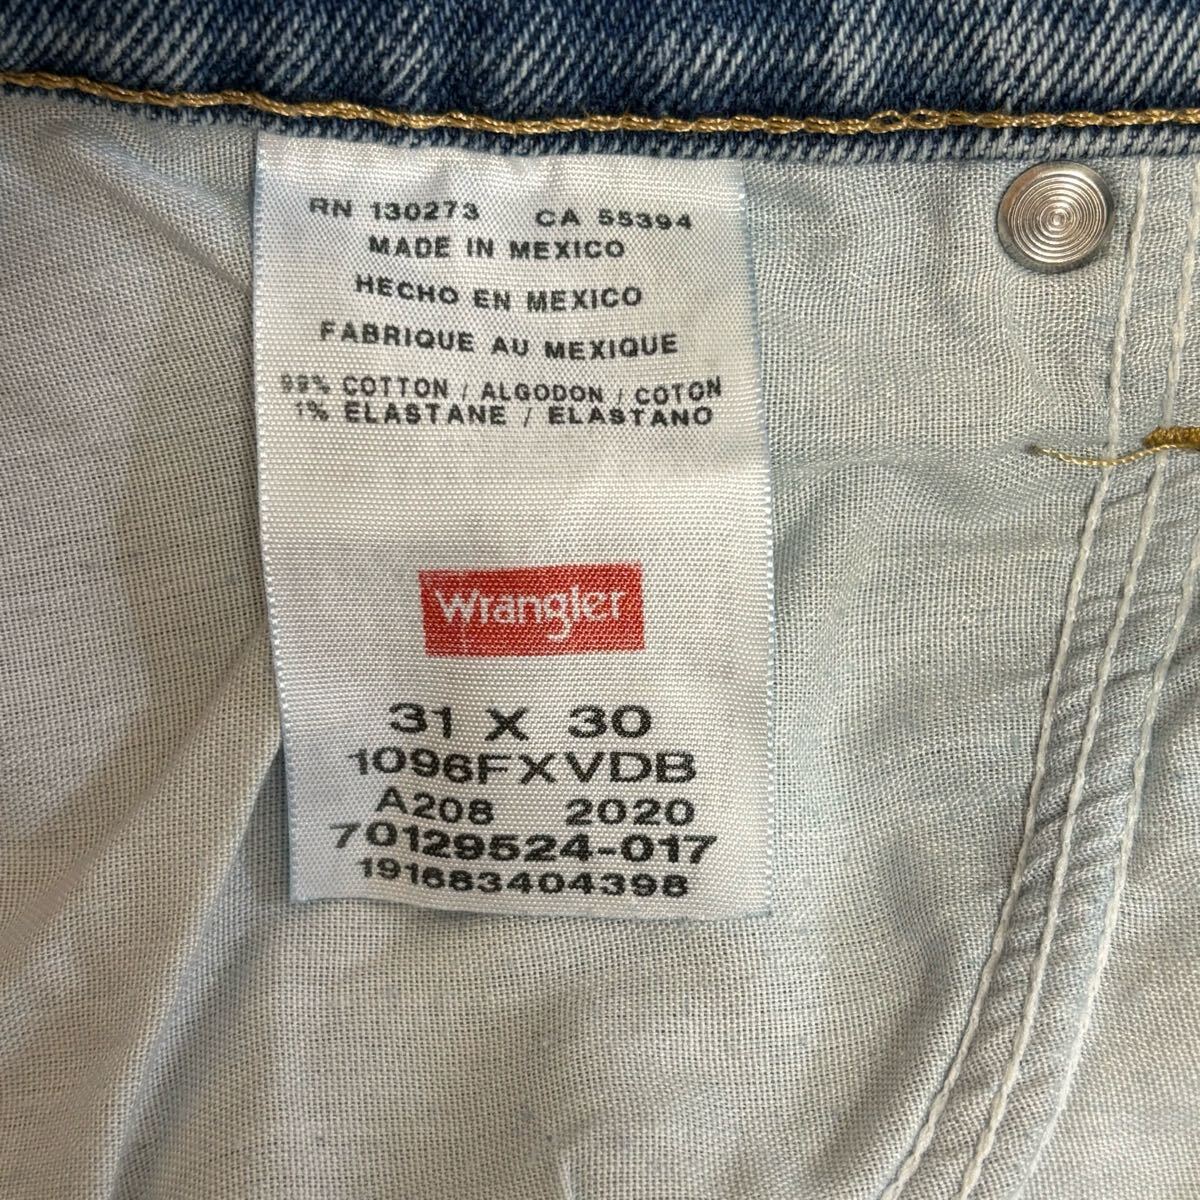 RN 130273 CA 55394
MADE IN MEXICO
HECHO EN MEXICO
FABRIQUE AU MEXIQUE
99% COTTON / ALGODON / COTON
1% ELASTANE / ELASTANO
Wrangler
31 X 30
1096FXVDB
A208 2020
70129524-017
191683404398